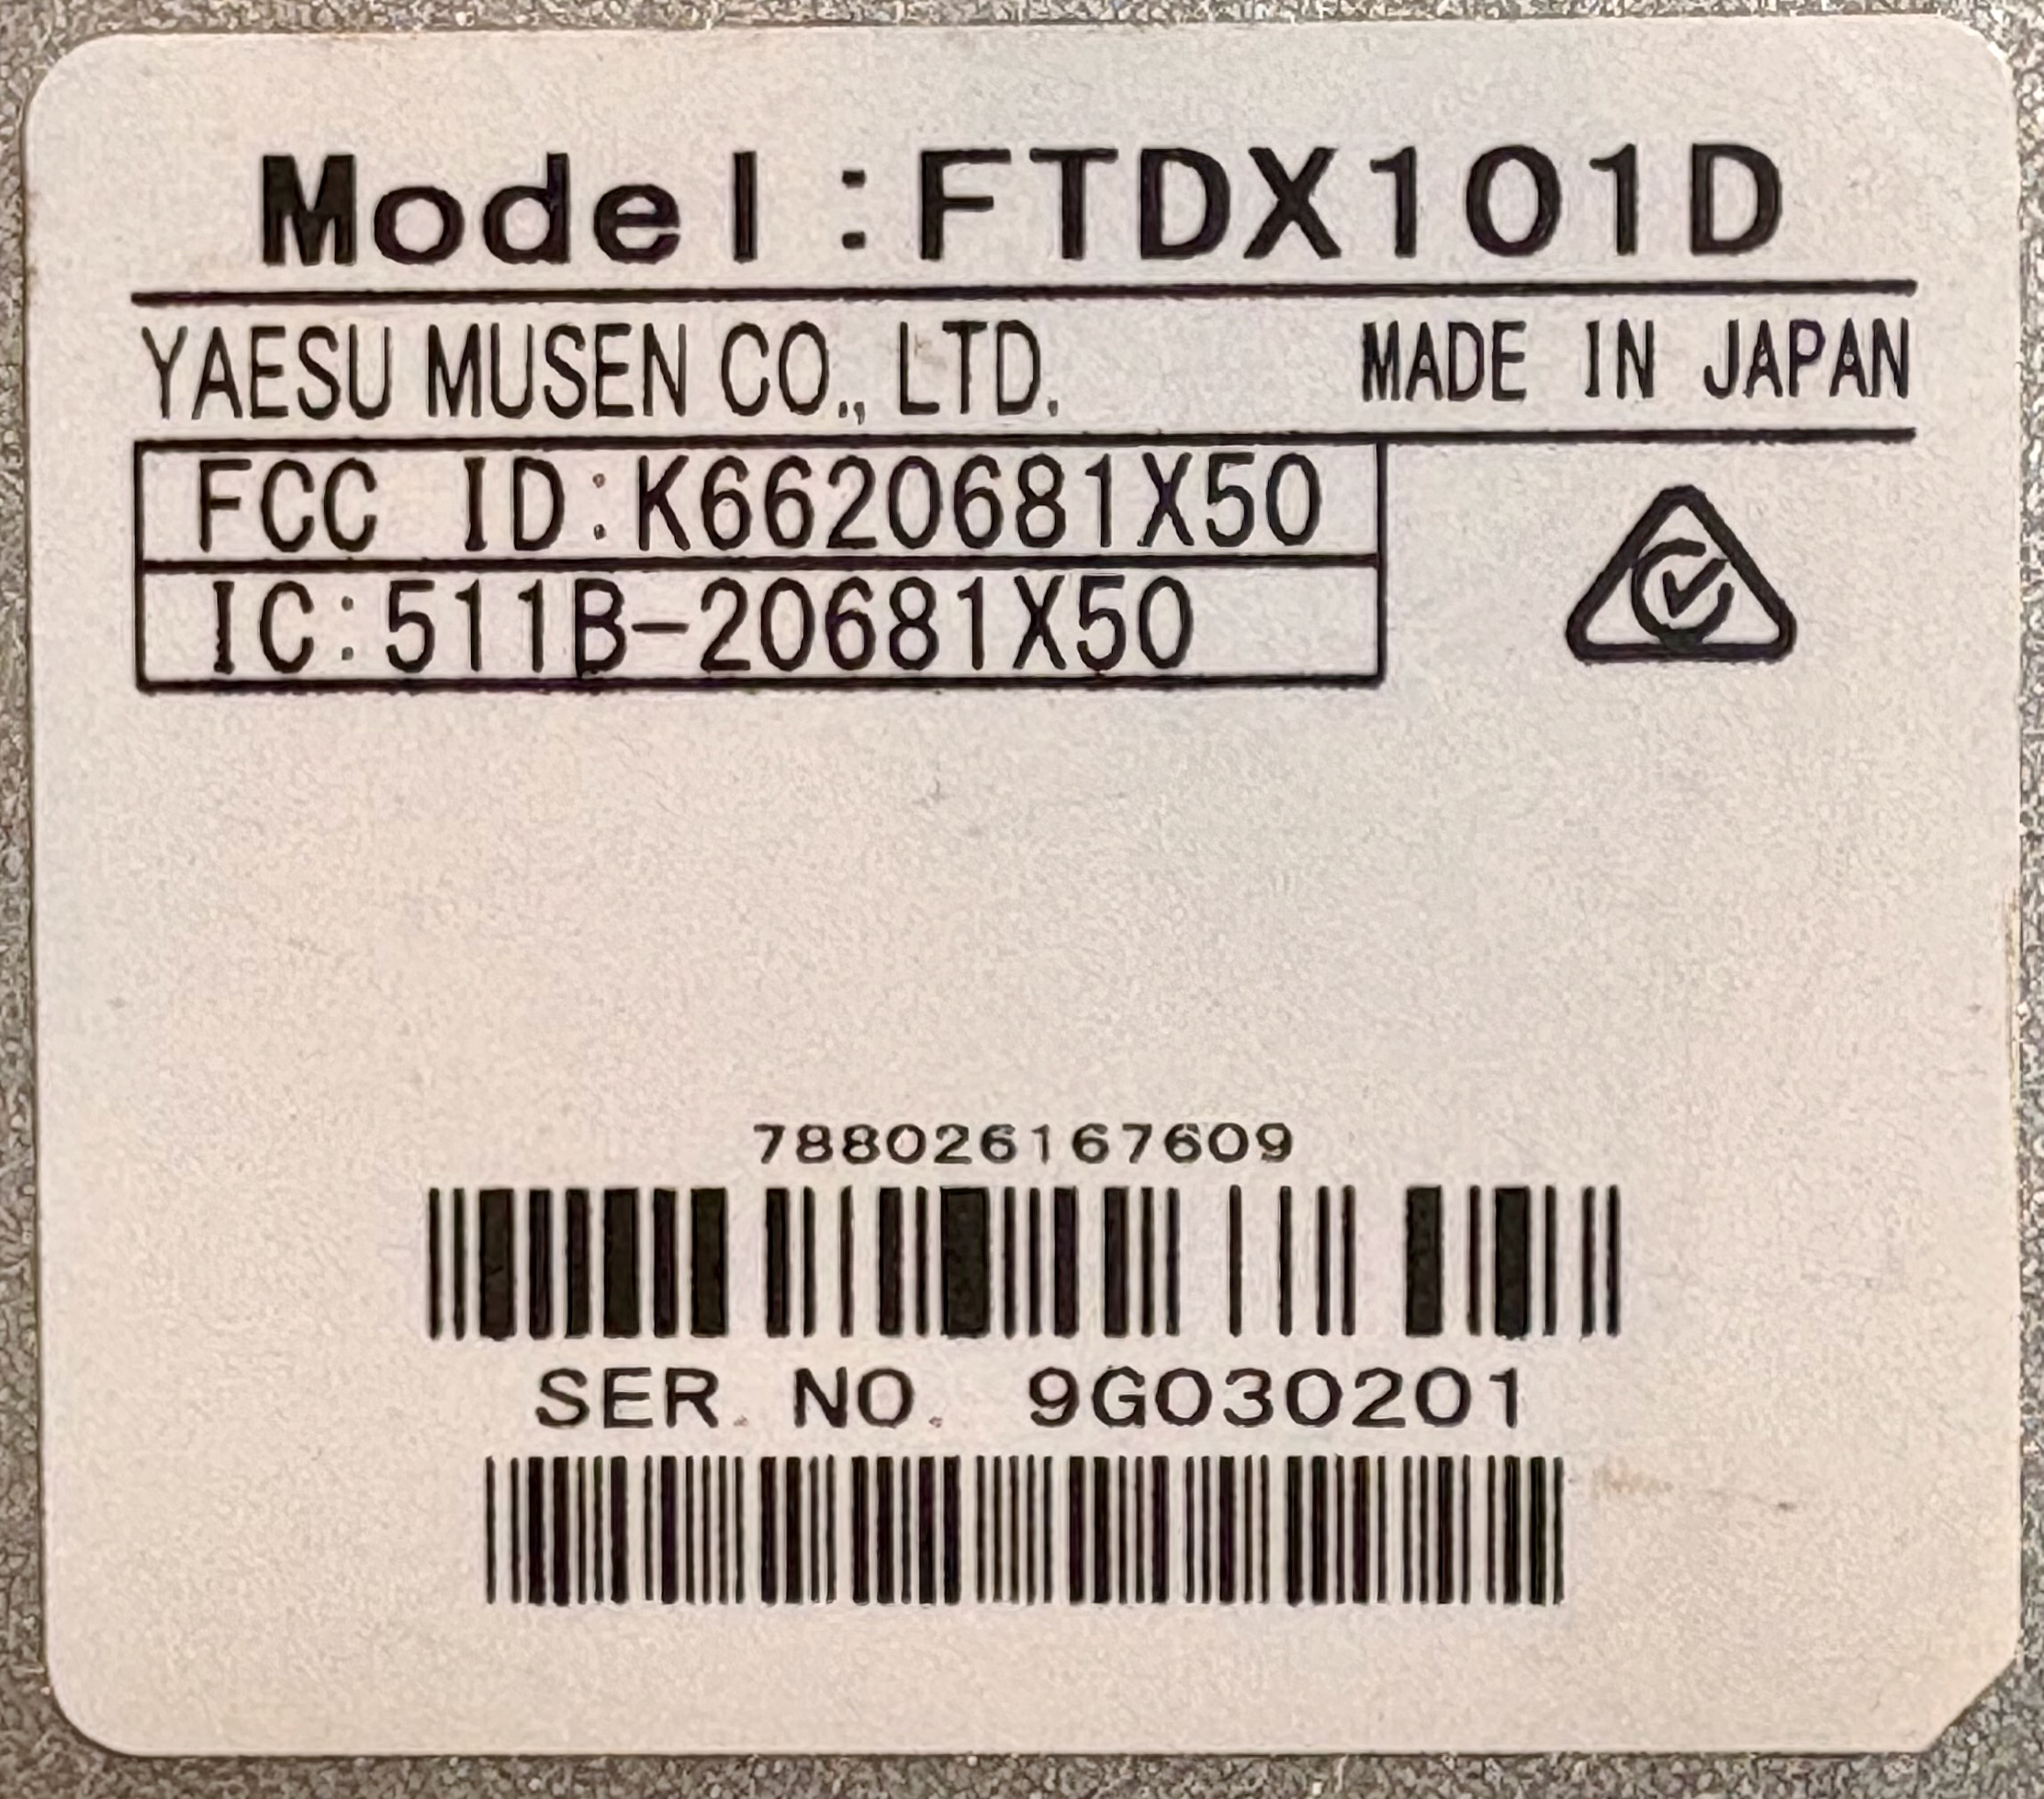 Model:FTDX101D
YAESU MUSEN CO., LTD. MADE IN JAPAN
FCC ID:K6620681X50
IC:511B-20681X50
788026167609
SER. NO. 9G030201